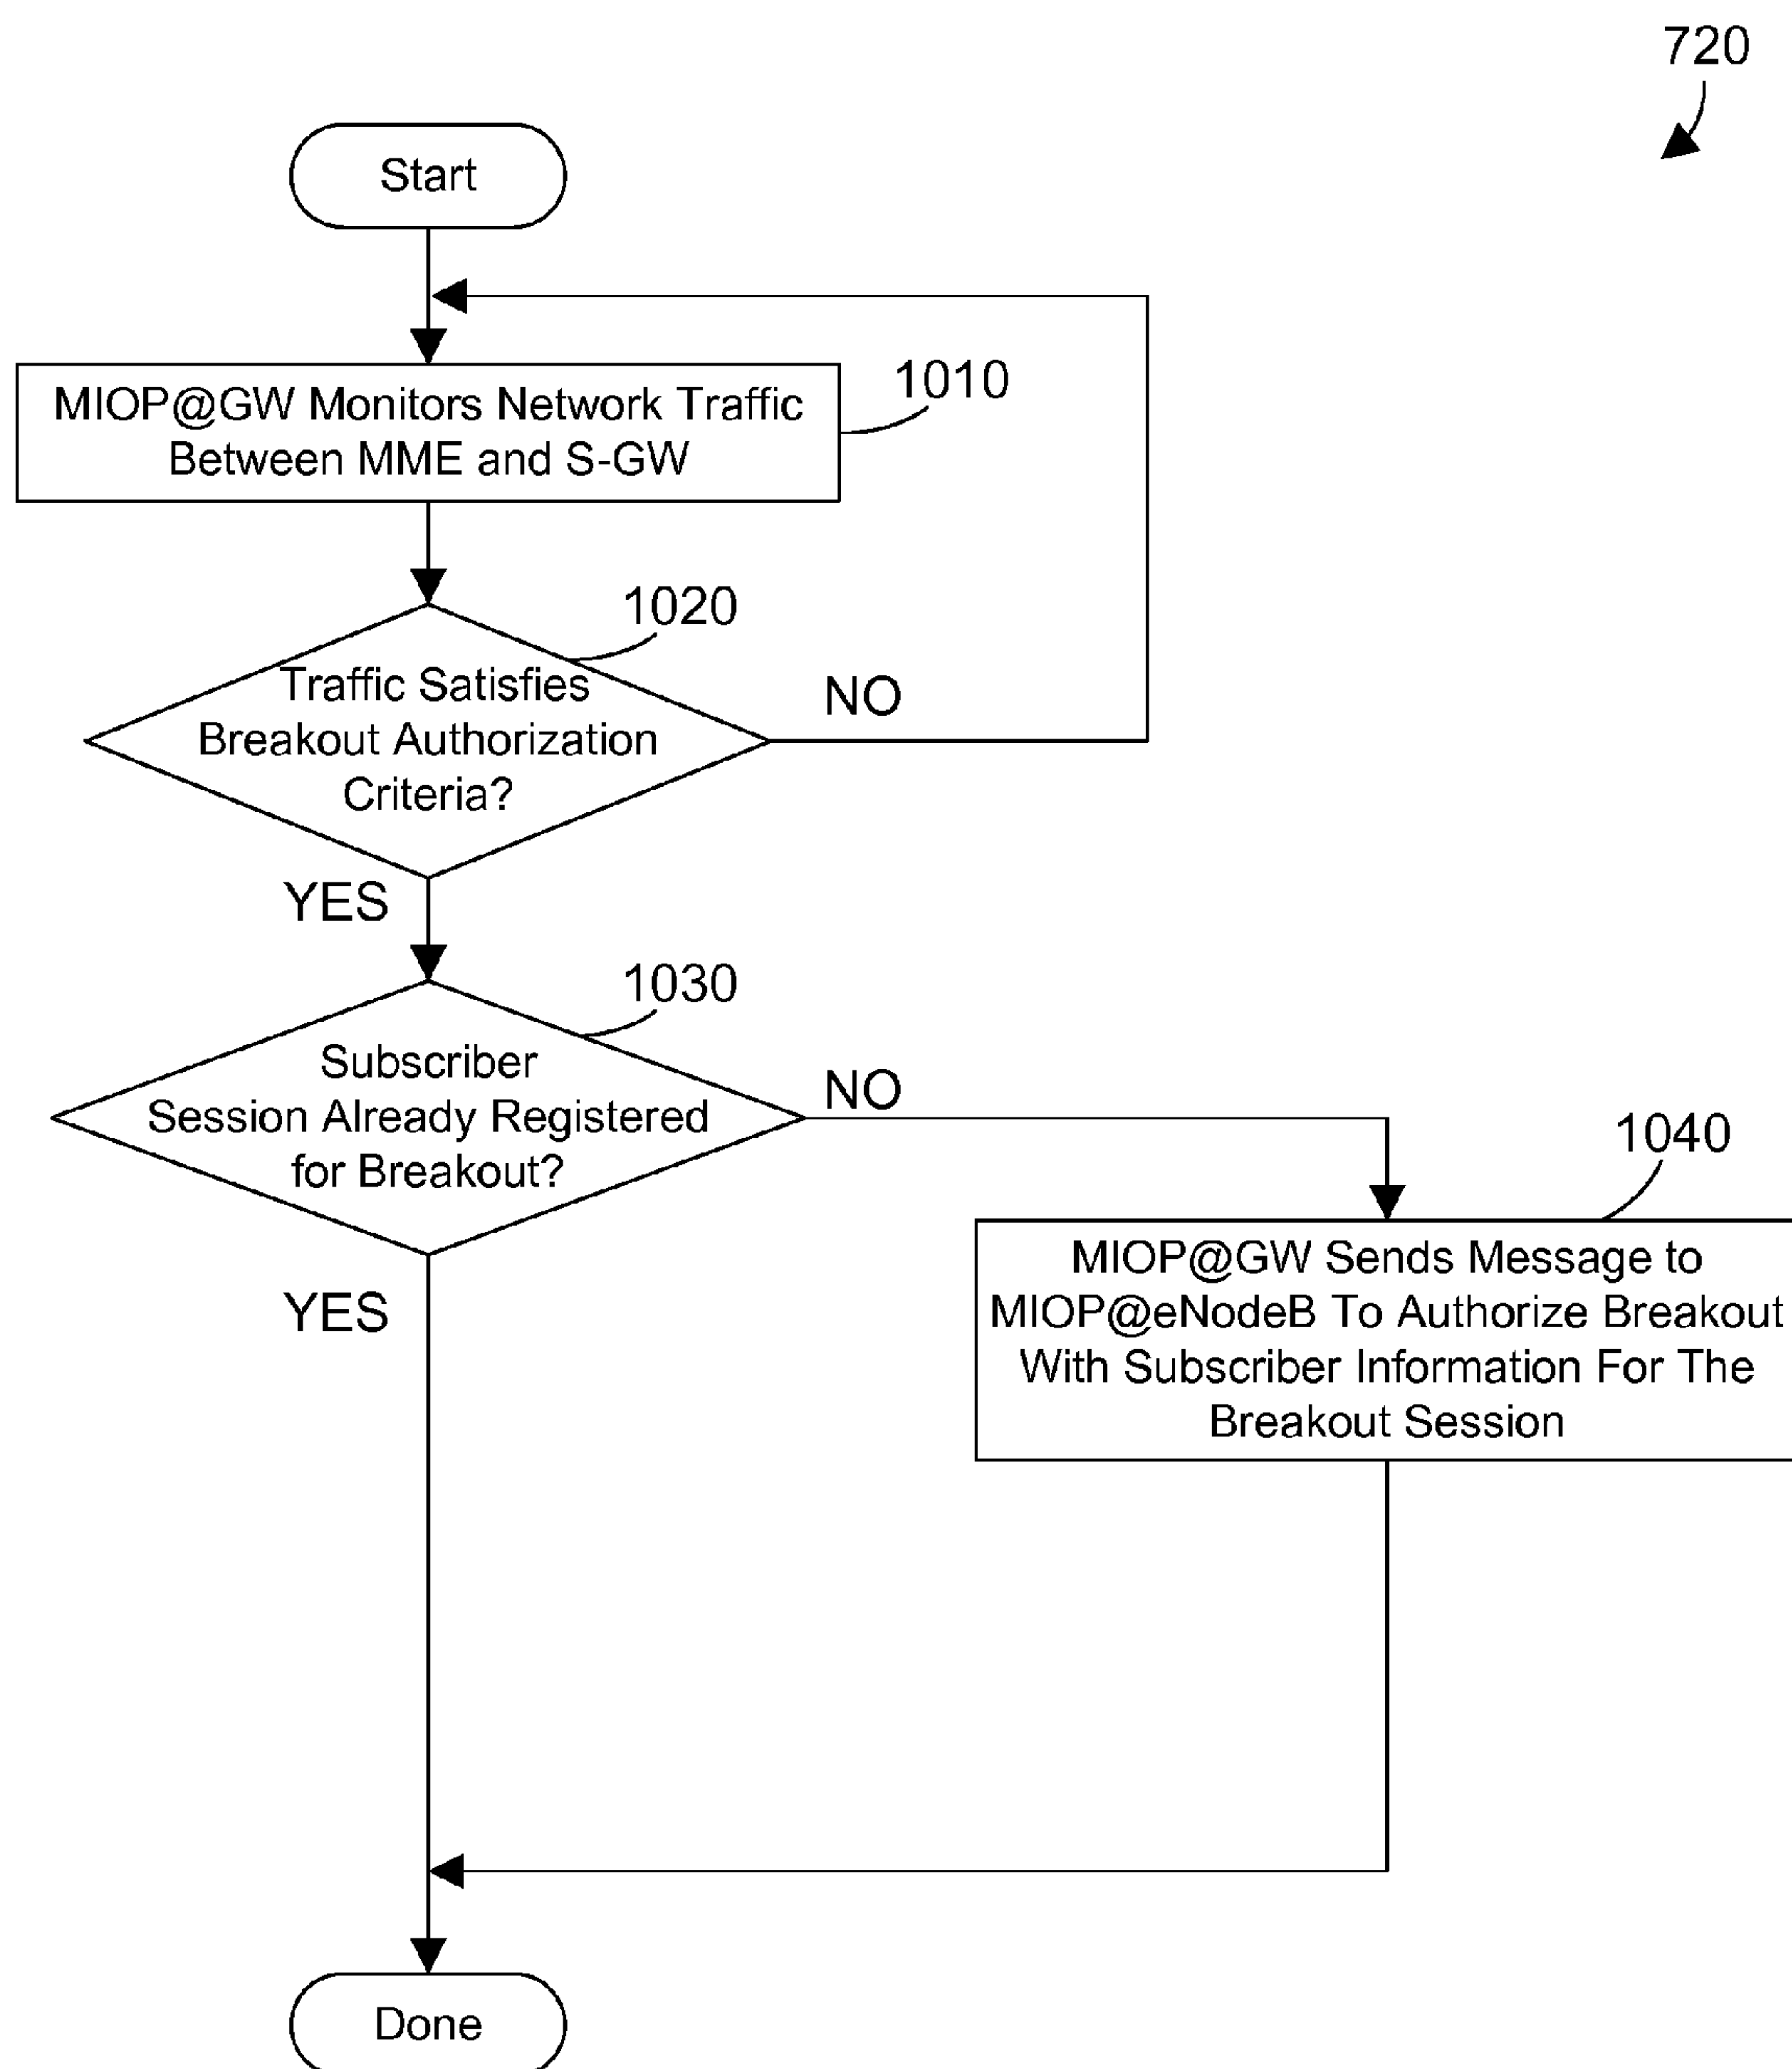 720
Start
MIOP@GW Monitors Network Traffic
Between MME and S-GW
1010
1020
Traffic Satisfies
Breakout Authorization
Criteria?
NO
YES
1030
Subscriber
Session Already Registered
for Breakout?
NO
YES
1040
MIOP@GW Sends Message to
MIOP@eNodeB To Authorize Breakout
With Subscriber Information For The
Breakout Session
Done